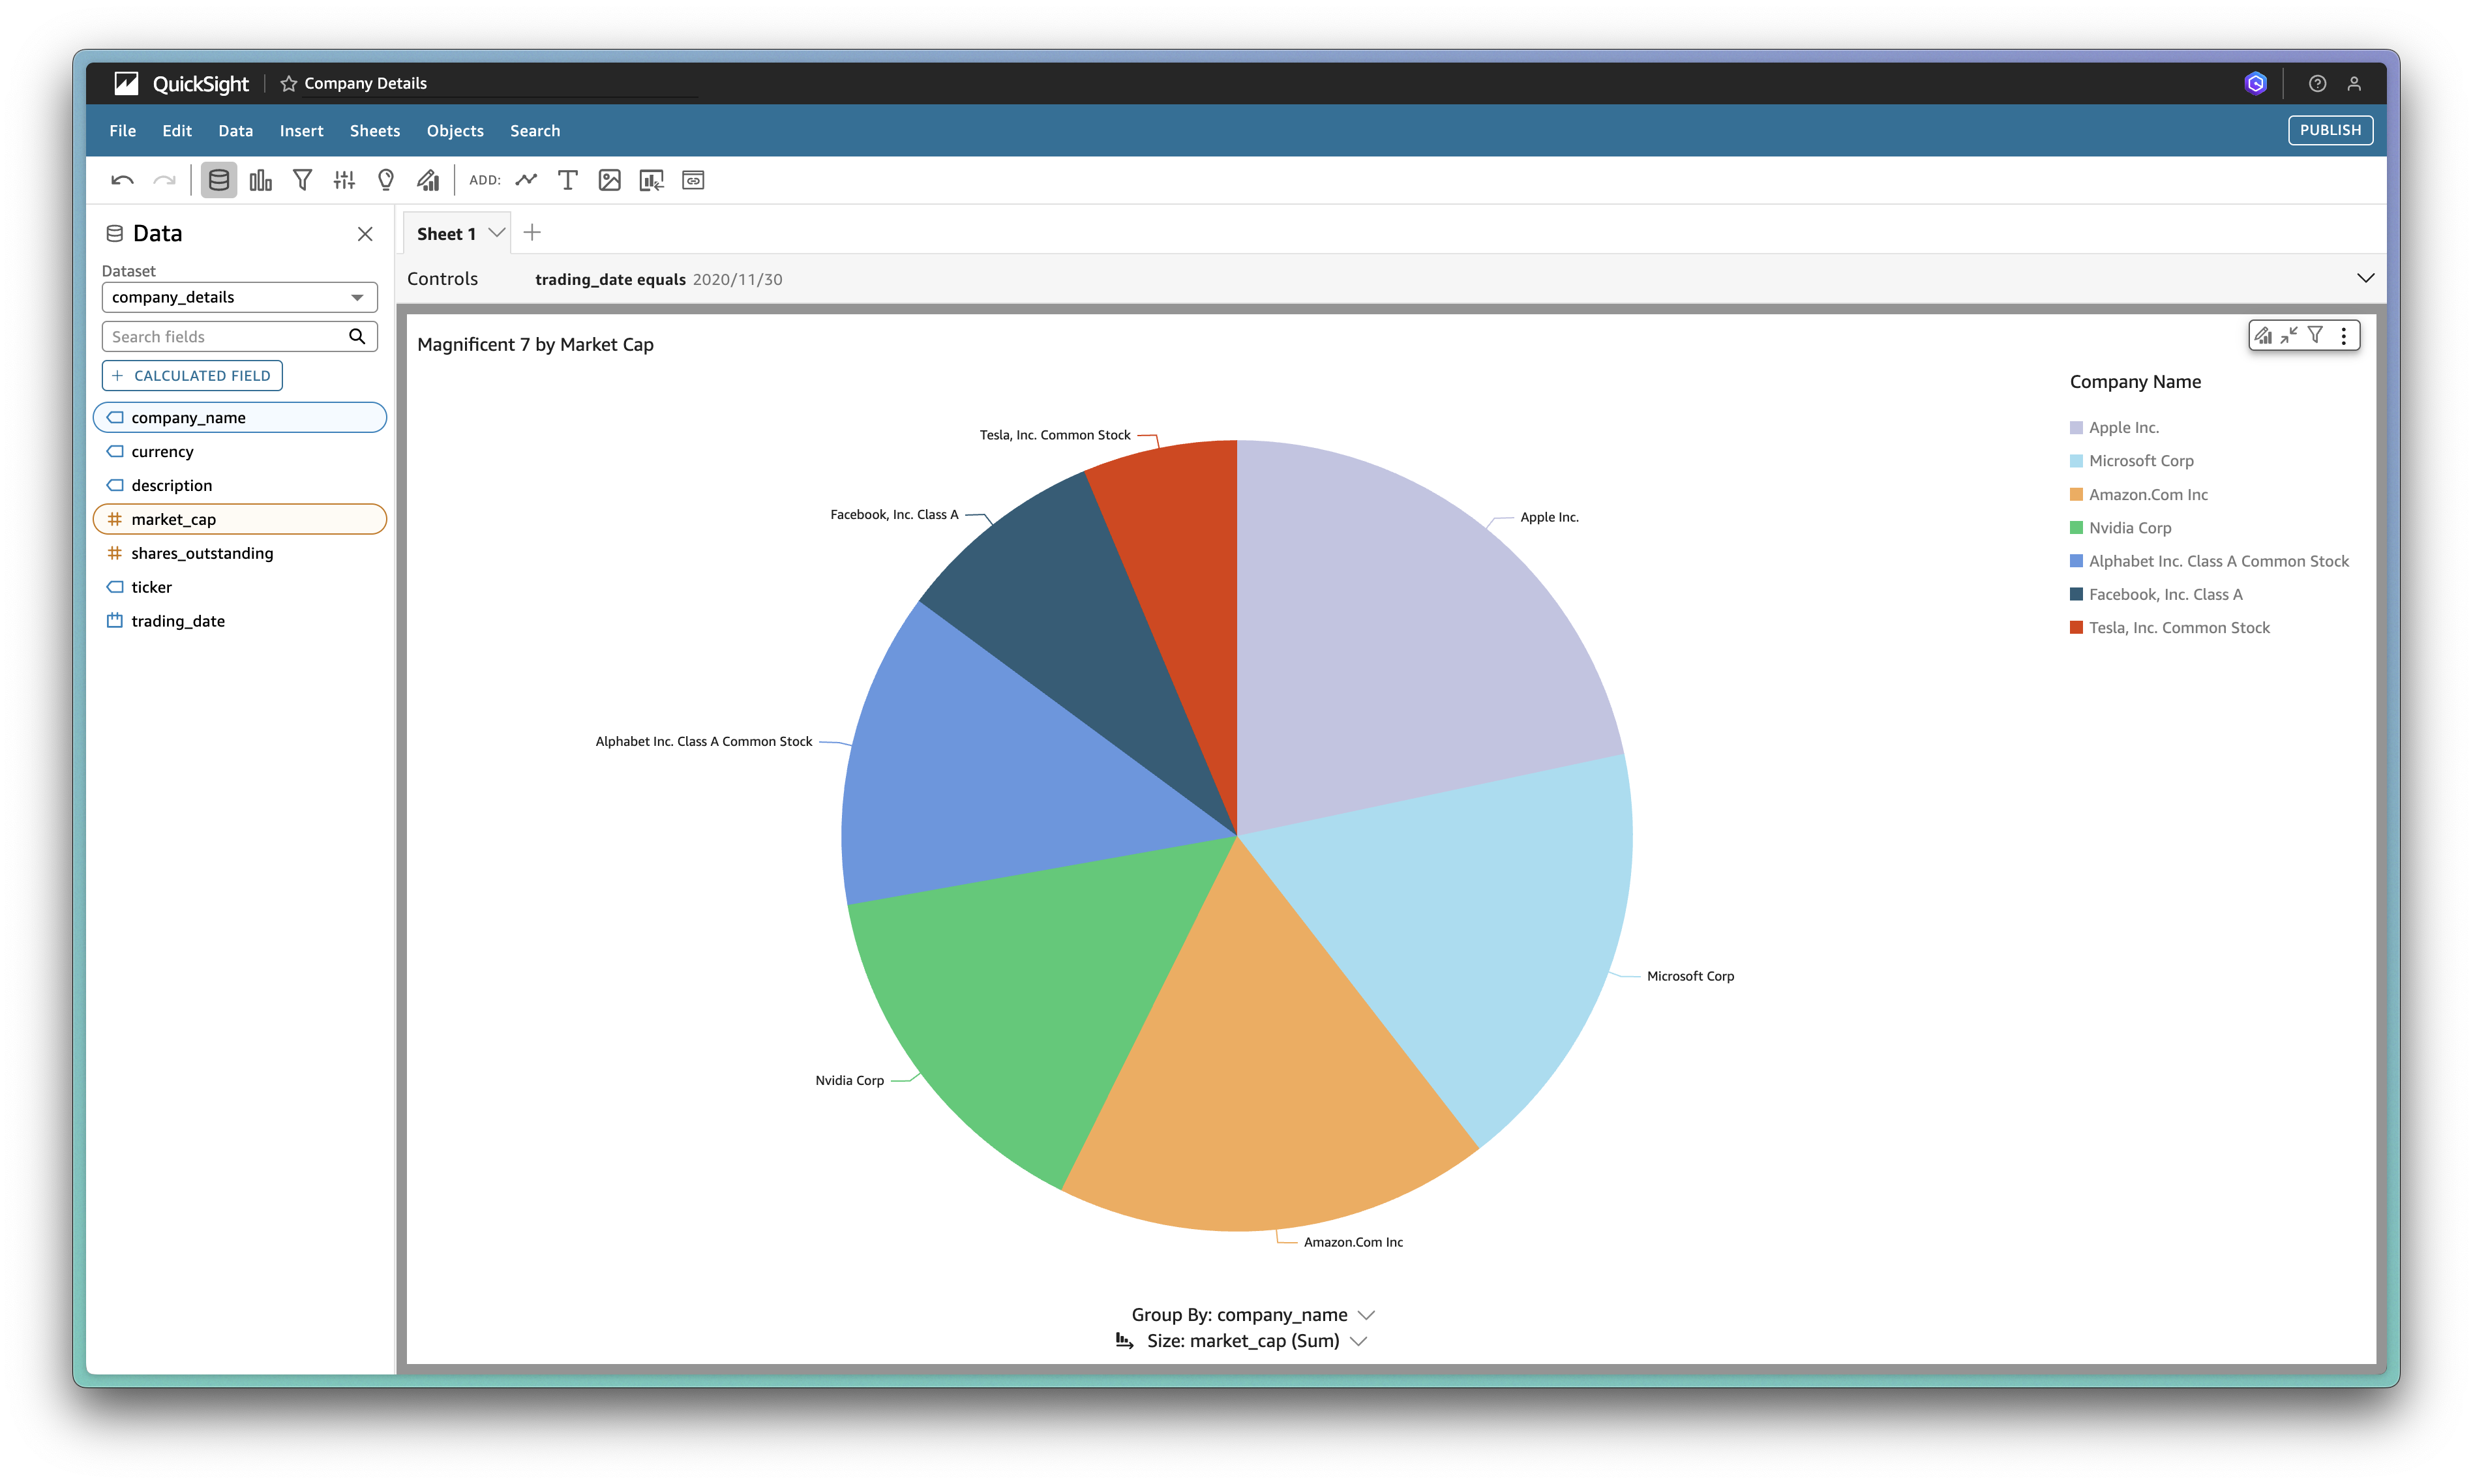 QuickSight
Company Details
File Edit Data Insert Sheets Objects Search
PUBLISH
ADD:
Data
Dataset
company_details
Search fields
+ CALCULATED FIELD
company_name
currency
description
market_cap
shares_outstanding
ticker
trading_date
Sheet 1
Controls trading_date equals 2020/11/30
Magnificent 7 by Market Cap
Tesla, Inc. Common Stock
Facebook, Inc. Class A
Apple Inc.
Alphabet Inc. Class A Common Stock
Microsoft Corp
Nvidia Corp
Amazon.Com Inc
Company Name
Apple Inc.
Microsoft Corp
Amazon.Com Inc
Nvidia Corp
Alphabet Inc. Class A Common Stock
Facebook, Inc. Class A
Tesla, Inc. Common Stock
Group By: company_name
Size: market_cap (Sum)